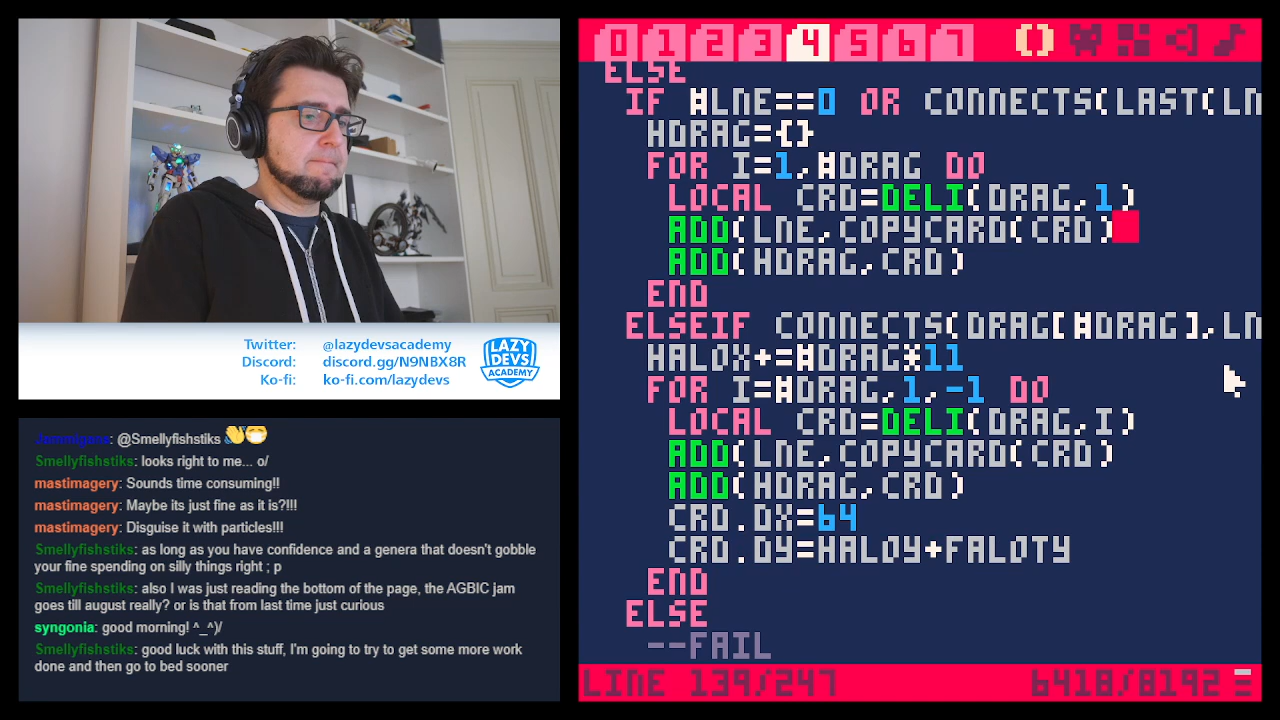 Twitter: @lazydevsacademy
Discord: discord.gg/N9NBX8R
Ko-fi: ko-fi.com/lazydevs
LAZY
DEVS
ACADEMY
@Smellyfishstiks
Smellyfishstiks: looks right to me... o/
mastimagery: Sounds time consuming!!
mastimagery: Maybe its just fine as it is?!!!
mastimagery: Disguise it with particles!!!
Smellyfishstiks: as long as you have confidence and a genera that doesn't gobble
your fine spending on silly things right ; p
Smellyfishstiks: also I was just reading the bottom of the page, the AGBIC jam
goes till august really? or is that from last time just curious
syngonia: good morning! ^_^)/
Smellyfishstiks: good luck with this stuff, I'm going to try to get some more work
done and then go to bed sooner
0 1 2 3 4 5 6 7 ()
ELSE
IF #LNE==0 OR CONNECTS(LAST(LN
HDRAG={}
FOR I=1,#DRAG DO
LOCAL CRD=DELI(DRAG,1)
ADD(LNE,COPYCARD(CRD)
ADD(HDRAG,CRD)
END
ELSEIF CONNECTS(DRAG[#DRAG],LN
HALOX+=#DRAG*11
FOR I=#DRAG,1,-1 DO
LOCAL CRD=DELI(DRAG,I)
ADD(LNE,COPYCARD(CRD)
ADD(HDRAG,CRD)
CRD.DX=64
CRD.DY=HALOY+FALOTY
END
ELSE
--FAIL
LINE 139/247 6418/8192